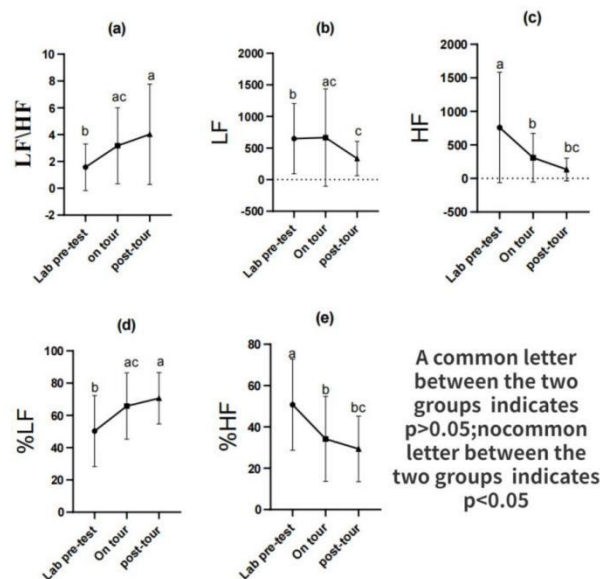 (a)
10
8
6
4
2
0
-2
LF\HF
b
ac
a
Lab pre-test
on tour
post-tour
(b)
2000
1500
1000
500
0
-500
LF
b
ac
c
Lab pre-test
On tour
post-tour
(c)
2000
1500
1000
500
0
-500
HF
a
b
bc
Lab pre-test
On tour
post-tour
(d)
100
80
60
40
20
0
%LF
b
ac
a
Lab pre-test
On tour
post-tour
(e)
80
60
40
20
0
%HF
a
b
bc
Lab pre-test
On tour
post-tour
A common letter
between the two
groups indicates
p>0.05;nocommon
letter between the
two groups indicates
p<0.05